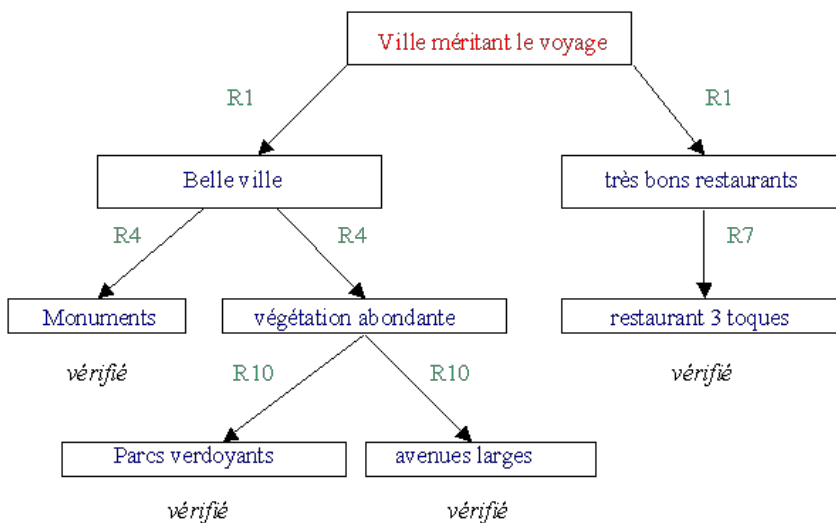 Ville méritant le voyage
R1
R1
Belle ville
très bons restaurants
R4
R4
R7
Monuments
végétation abondante
restaurant 3 toques
vérifié
R10
R10
vérifié
Parcs verdoyants
avenues larges
vérifié
vérifié